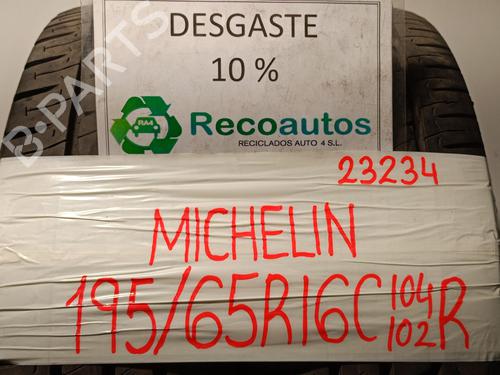 DESGASTE
10 %
RA4
Recoautos
RECICLADOS AUTO 4 S.L.
B-PARTS
23234
MICHELIN
195/65R16C 104/102 R